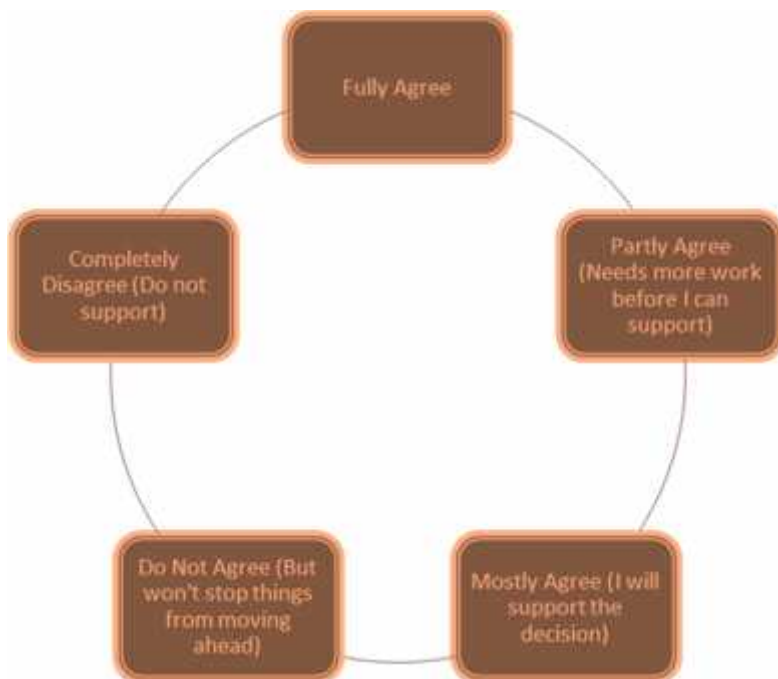 Fully Agree
Partly Agree
(Needs more work
before I can
support)
Mostly Agree (I will
support the
decision)
Do Not Agree (But
won't stop things
from moving
ahead)
Completely
Disagree (Do not
support)